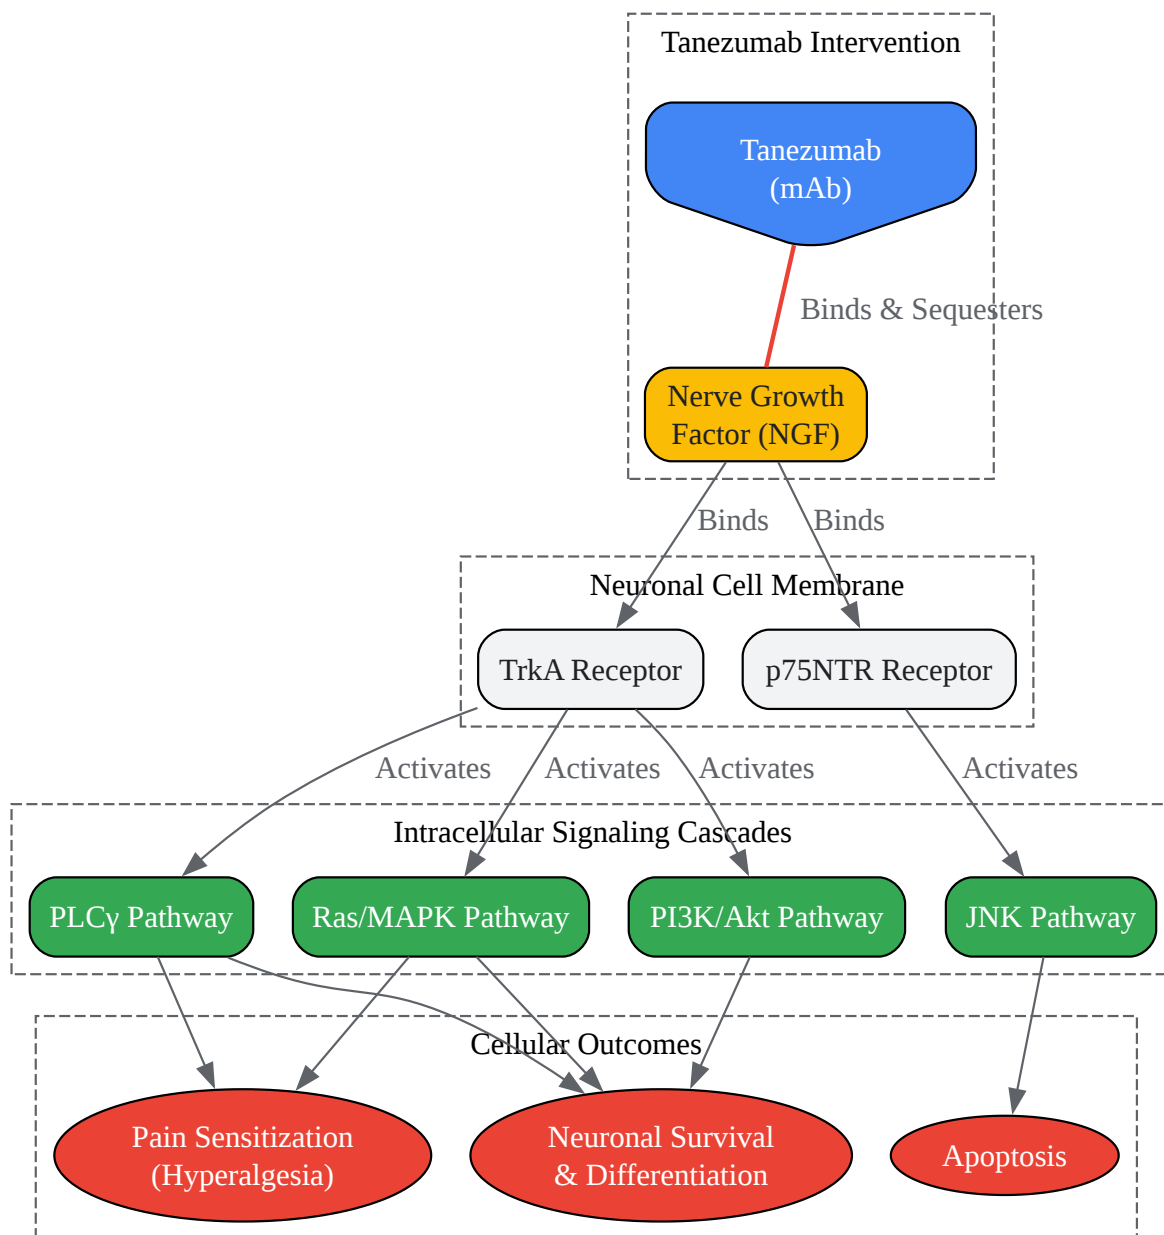 Tanezumab Intervention
Tanezumab
(mAb)
Binds & Sequesters
Nerve Growth
Factor (NGF)
Binds
Binds
Neuronal Cell Membrane
TrkA Receptor
p75NTR Receptor
Activates
Activates
Activates
Activates
Intracellular Signaling Cascades
PLCγ Pathway
Ras/MAPK Pathway
PI3K/Akt Pathway
JNK Pathway
Cellular Outcomes
Pain Sensitization
(Hyperalgesia)
Neuronal Survival
& Differentiation
Apoptosis